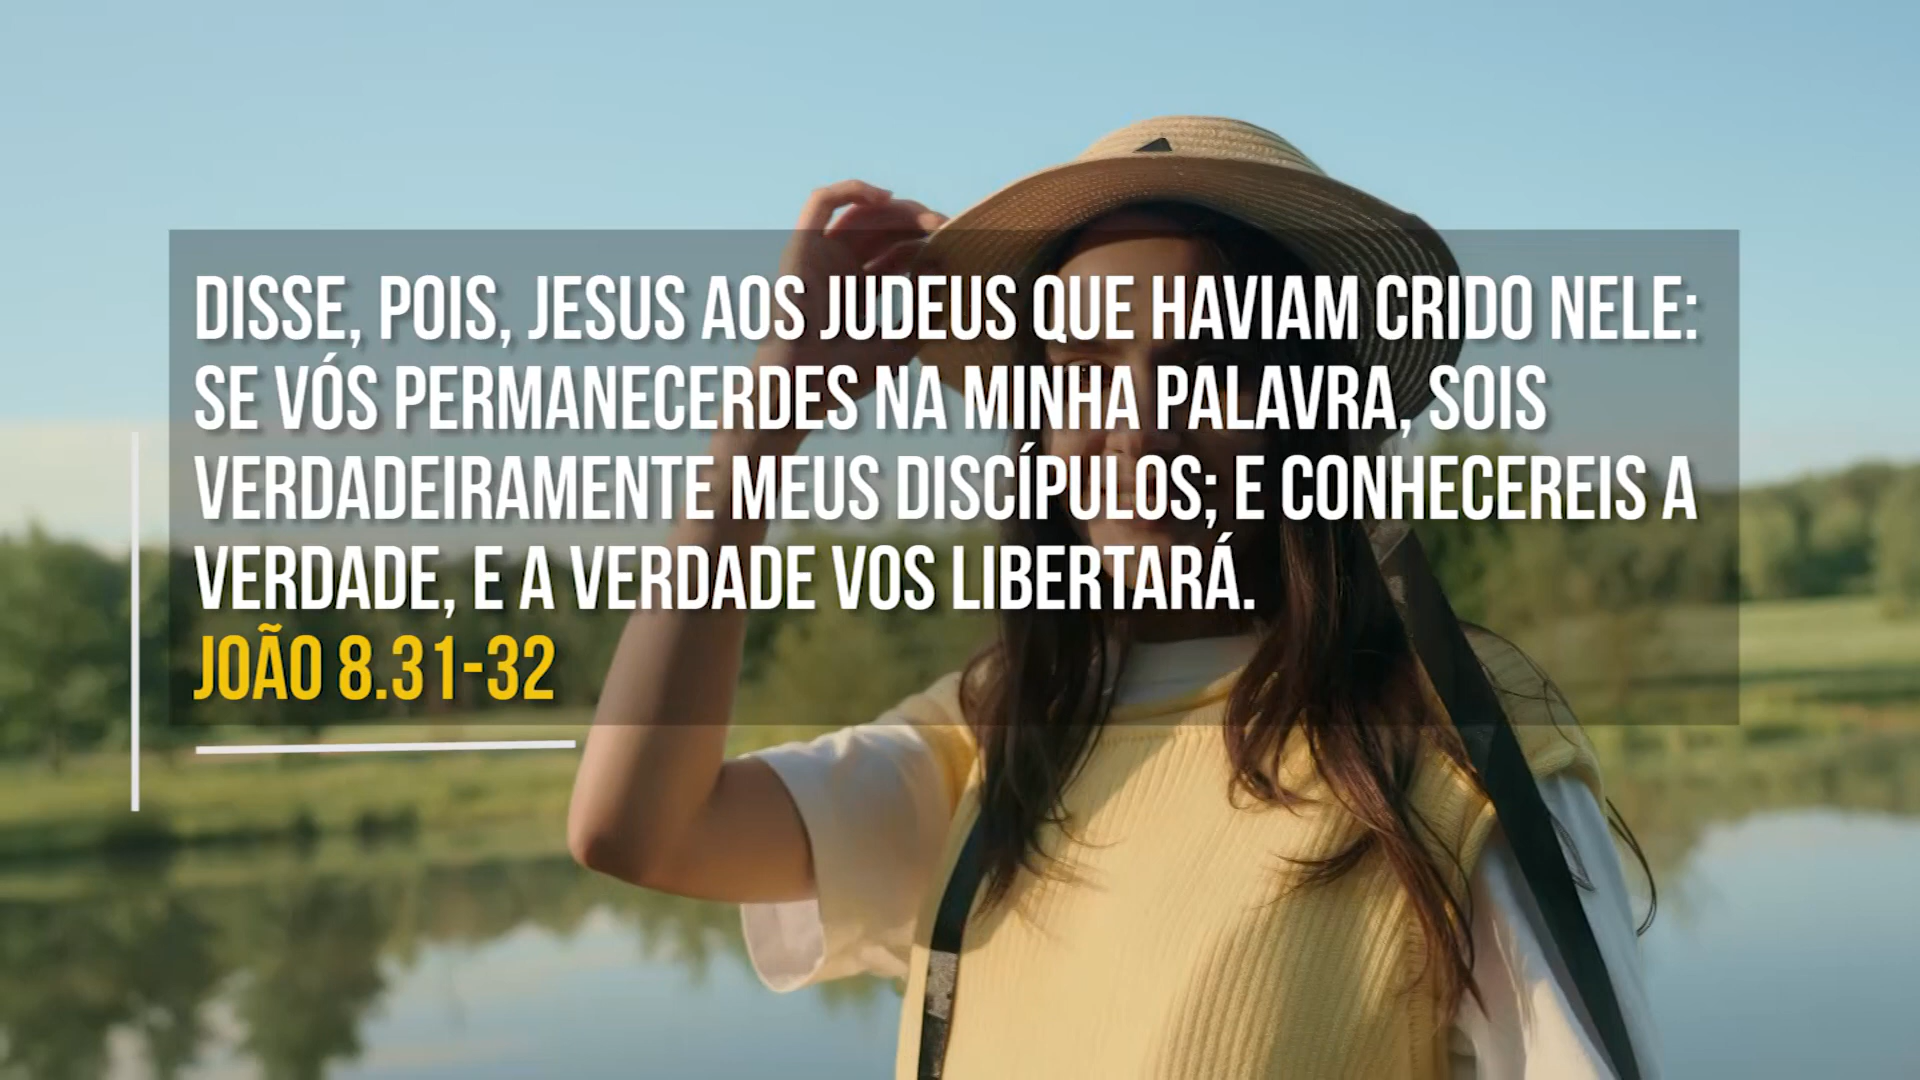 DISSE, POIS, JESUS AOS JUDEUS QUE HAVIAM CRIDO NELE:
SE VÓS PERMANECERDES NA MINHA PALAVRA, SOIS
VERDADEIRAMENTE MEUS DISCÍPULOS; E CONHECEREIS A
VERDADE, E A VERDADE VOS LIBERTARÁ.
JOÃO 8.31-32